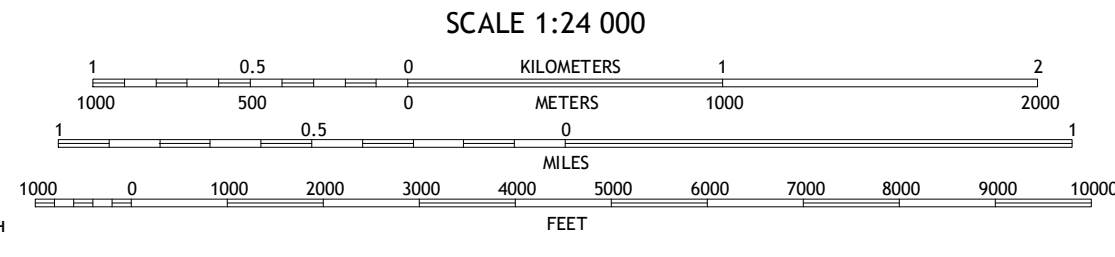 SCALE 1:24 000
1 0.5 0 KILOMETERS 1 2
1000 500 0 METERS 1000 2000
1 0.5 0 1
MILES
1000 0 1000 2000 3000 4000 5000 6000 7000 8000 9000 10000
FEET
H